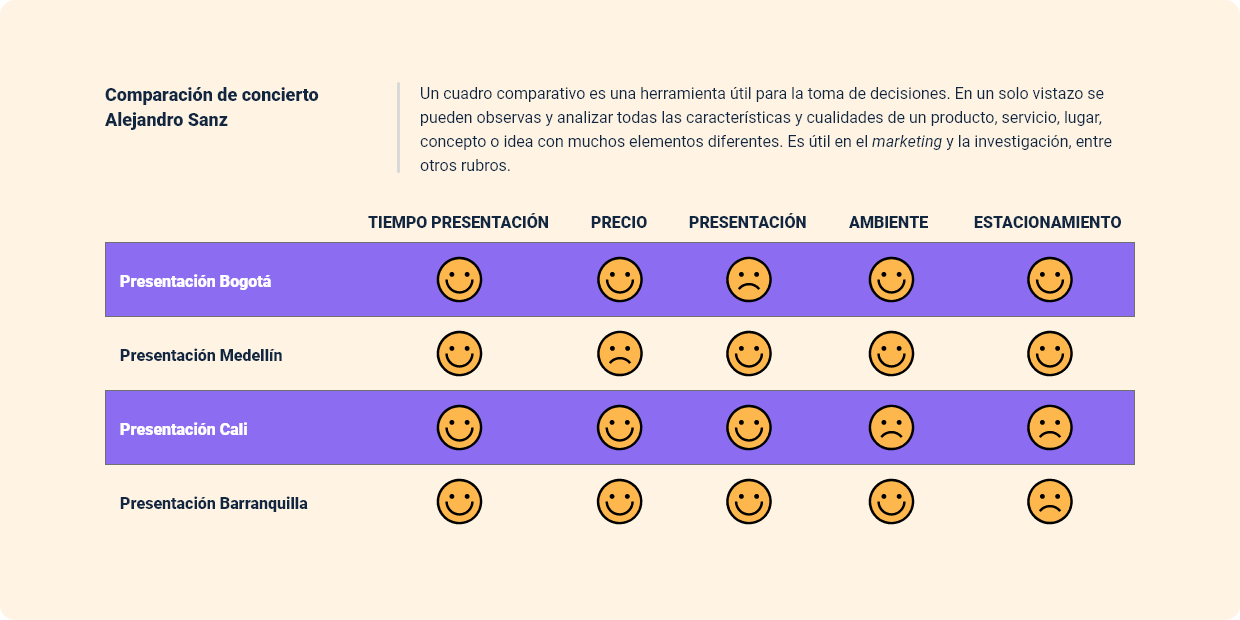 Comparación de concierto
Alejandro Sanz
Un cuadro comparativo es una herramienta útil para la toma de decisiones. En un solo vistazo se
pueden observas y analizar todas las características y cualidades de un producto, servicio, lugar,
concepto o idea con muchos elementos diferentes. Es útil en el marketing y la investigación, entre
otros rubros.
TIEMPO PRESENTACIÓN PRECIO PRESENTACIÓN AMBIENTE ESTACIONAMIENTO
Presentación Bogotá
Presentación Medellín
Presentación Cali
Presentación Barranquilla